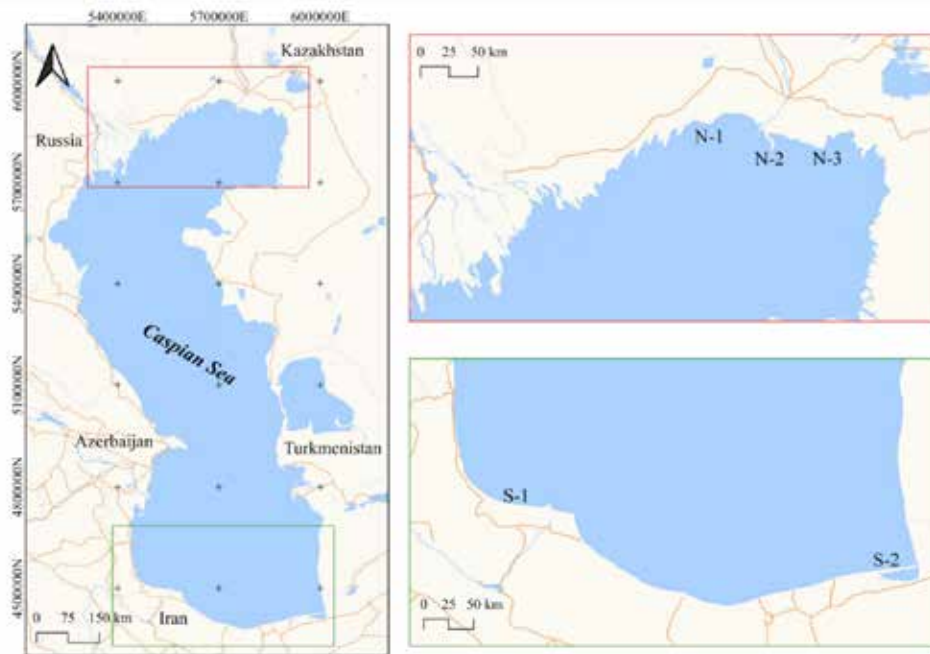 5400000E 5700000E 6000000E
Kazakhstan
Russia
Caspian Sea
Azerbaijan
Turkmenistan
Iran
6000000N
5700000N
5400000N
5100000N
4800000N
4500000N
0 75 150 km
0 25 50 km
N-1
N-2
N-3
S-1
S-2
0 25 50 km